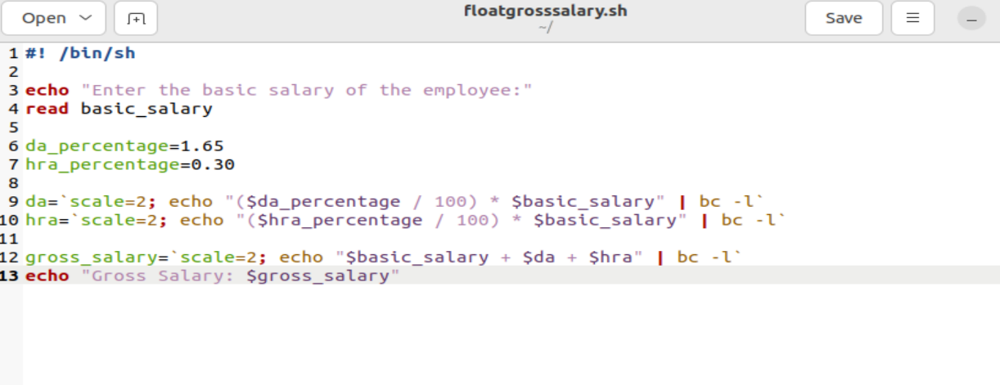 Open
floatgrosssalary.sh
~/
Save
1 #! /bin/sh
2
3 echo "Enter the basic salary of the employee:"
4 read basic_salary
5
6 da_percentage=1.65
7 hra_percentage=0.30
8
9 da=`scale=2; echo "($da_percentage / 100) * $basic_salary" | bc -l`
10 hra=`scale=2; echo "($hra_percentage / 100) * $basic_salary" | bc -l`
11
12 gross_salary=`scale=2; echo "$basic_salary + $da + $hra" | bc -l`
13 echo "Gross Salary: $gross_salary"